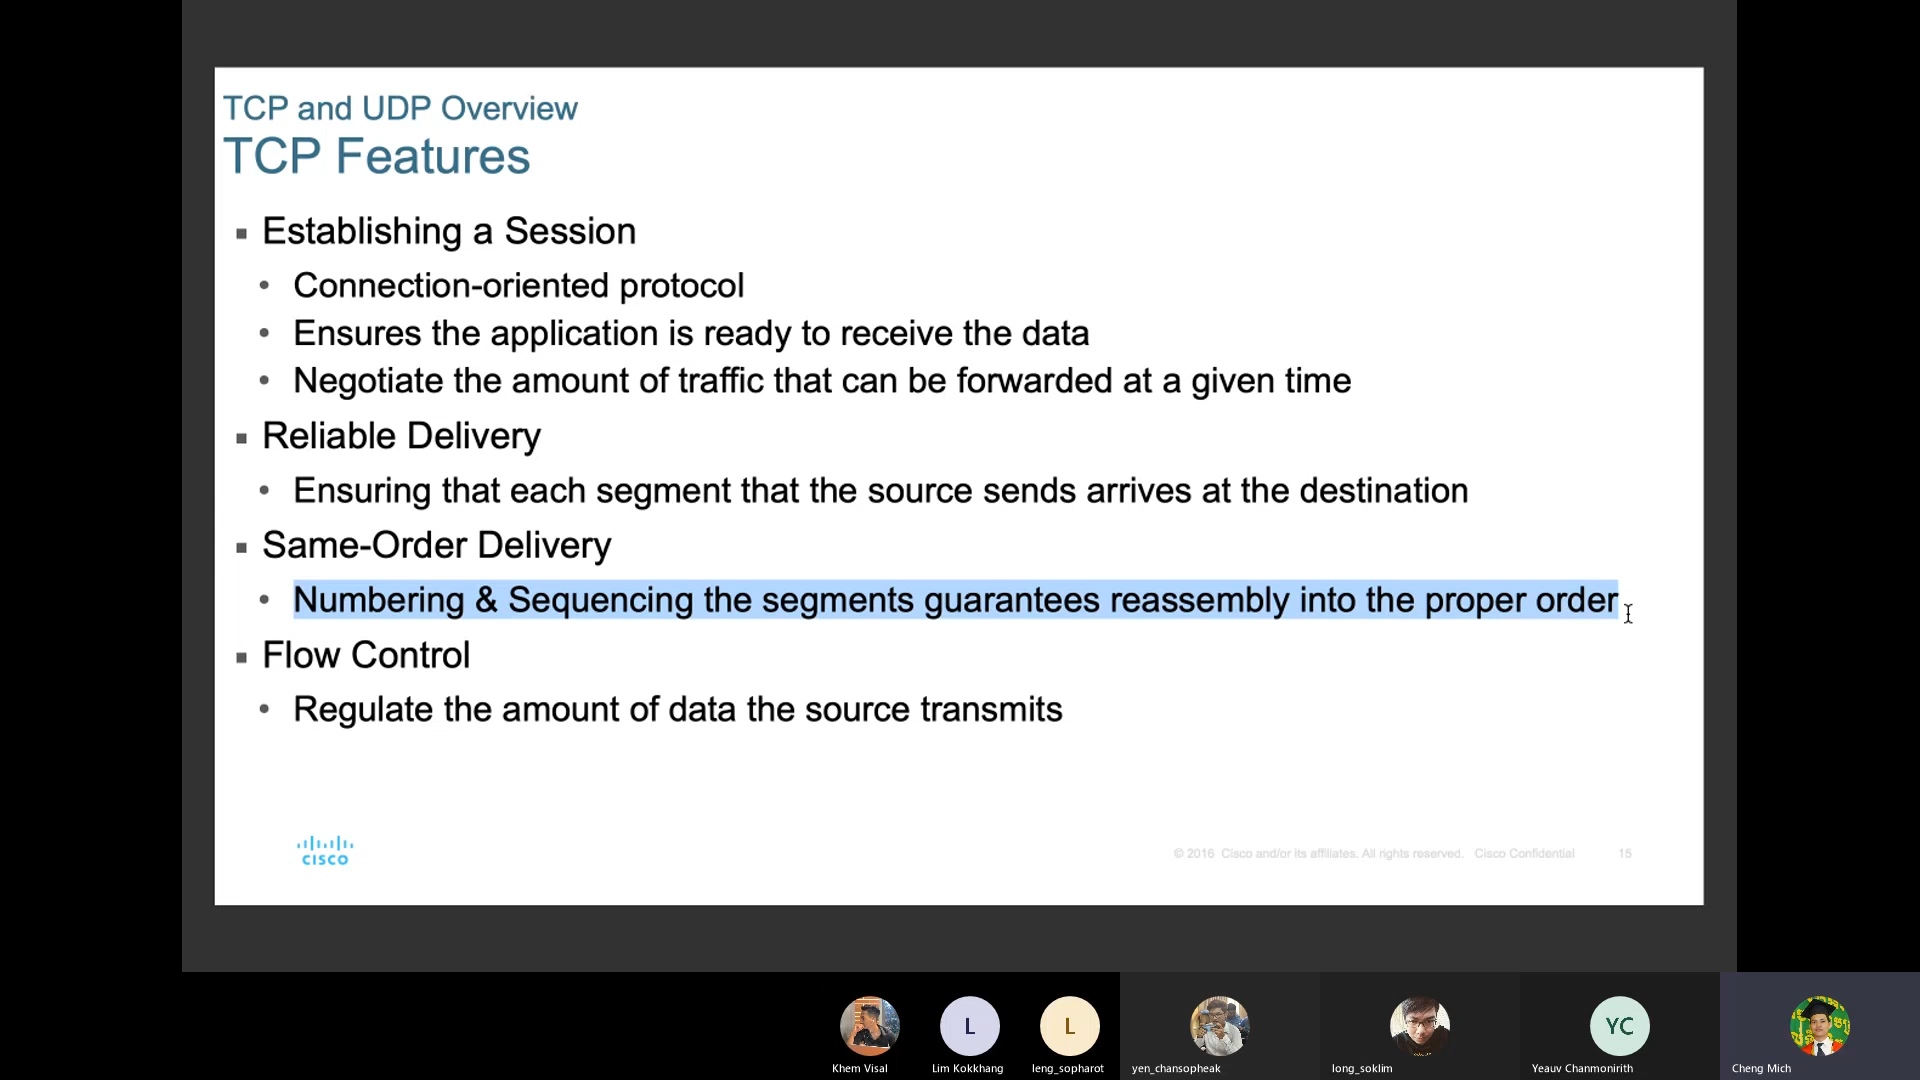 TCP and UDP Overview
TCP Features
▪ Establishing a Session
• Connection-oriented protocol
• Ensures the application is ready to receive the data
• Negotiate the amount of traffic that can be forwarded at a given time
▪ Reliable Delivery
• Ensuring that each segment that the source sends arrives at the destination
▪ Same-Order Delivery
• Numbering & Sequencing the segments guarantees reassembly into the proper order
▪ Flow Control
• Regulate the amount of data the source transmits
CISCO
© 2016 Cisco and/or its affiliates. All rights reserved. Cisco Confidential 15
L L YC
Khem Visal Lim Kokkhang leng_sopharot yen_chansopheak long_soklim Yeauv Chanmonirith Cheng Mich